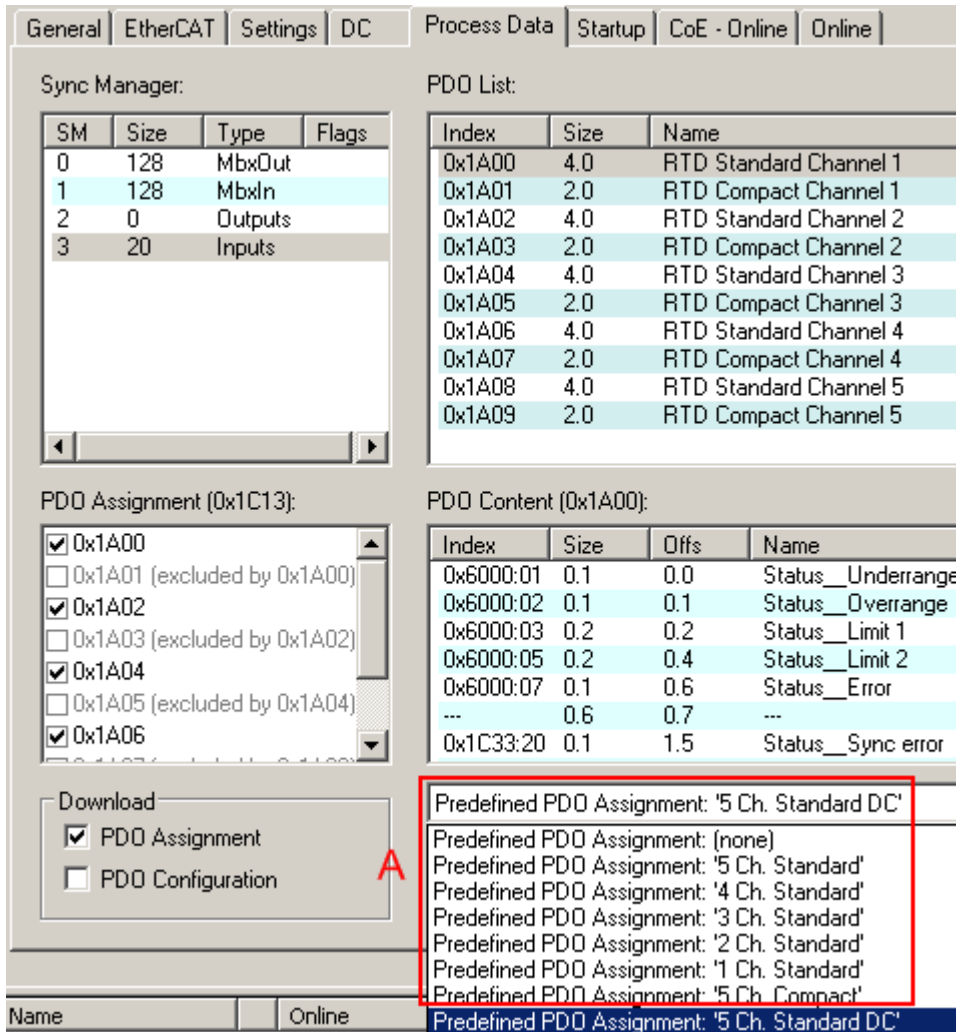 General EtherCAT Settings DC Process Data Startup CoE - Online Online
Sync Manager:
SM Size Type Flags
0 128 MbxOut
1 128 MbxIn
2 0 Outputs
3 20 Inputs
PDO List:
Index Size Name
0x1A00 4.0 RTD Standard Channel 1
0x1A01 2.0 RTD Compact Channel 1
0x1A02 4.0 RTD Standard Channel 2
0x1A03 2.0 RTD Compact Channel 2
0x1A04 4.0 RTD Standard Channel 3
0x1A05 2.0 RTD Compact Channel 3
0x1A06 4.0 RTD Standard Channel 4
0x1A07 2.0 RTD Compact Channel 4
0x1A08 4.0 RTD Standard Channel 5
0x1A09 2.0 RTD Compact Channel 5
PDO Assignment (0x1C13):
0x1A00
0x1A01 (excluded by 0x1A00)
0x1A02
0x1A03 (excluded by 0x1A02)
0x1A04
0x1A05 (excluded by 0x1A04)
0x1A06
PDO Content (0x1A00):
Index Size Offs Name
0x6000:01 0.1 0.0 Status__Underrange
0x6000:02 0.1 0.1 Status__Overrange
0x6000:03 0.2 0.2 Status__Limit 1
0x6000:05 0.2 0.4 Status__Limit 2
0x6000:07 0.1 0.6 Status__Error
--- 0.6 0.7 ---
0x1C33:20 0.1 1.5 Status__Sync error
Download
PDO Assignment
PDO Configuration
A
Predefined PDO Assignment: '5 Ch. Standard DC'
Predefined PDO Assignment: (none)
Predefined PDO Assignment: '5 Ch. Standard'
Predefined PDO Assignment: '4 Ch. Standard'
Predefined PDO Assignment: '3 Ch. Standard'
Predefined PDO Assignment: '2 Ch. Standard'
Predefined PDO Assignment: '1 Ch. Standard'
Predefined PDO Assignment: '5 Ch. Compact'
Predefined PDO Assignment: '5 Ch. Standard DC'
Name Online